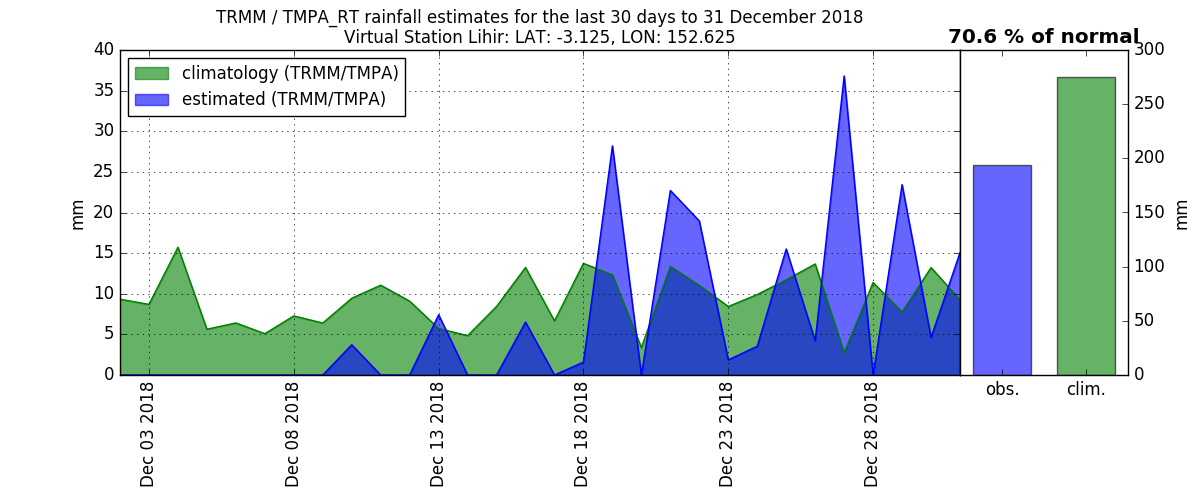 TRMM / TMPA_RT rainfall estimates for the last 30 days to 31 December 2018
Virtual Station Lihir: LAT: -3.125, LON: 152.625
70.6 % of normal
climatology (TRMM/TMPA)
estimated (TRMM/TMPA)
mm
40
35
30
25
20
15
10
5
0
Dec 03 2018
Dec 08 2018
Dec 13 2018
Dec 18 2018
Dec 23 2018
Dec 28 2018
300
250
200
150
100
50
0
mm
obs.
clim.